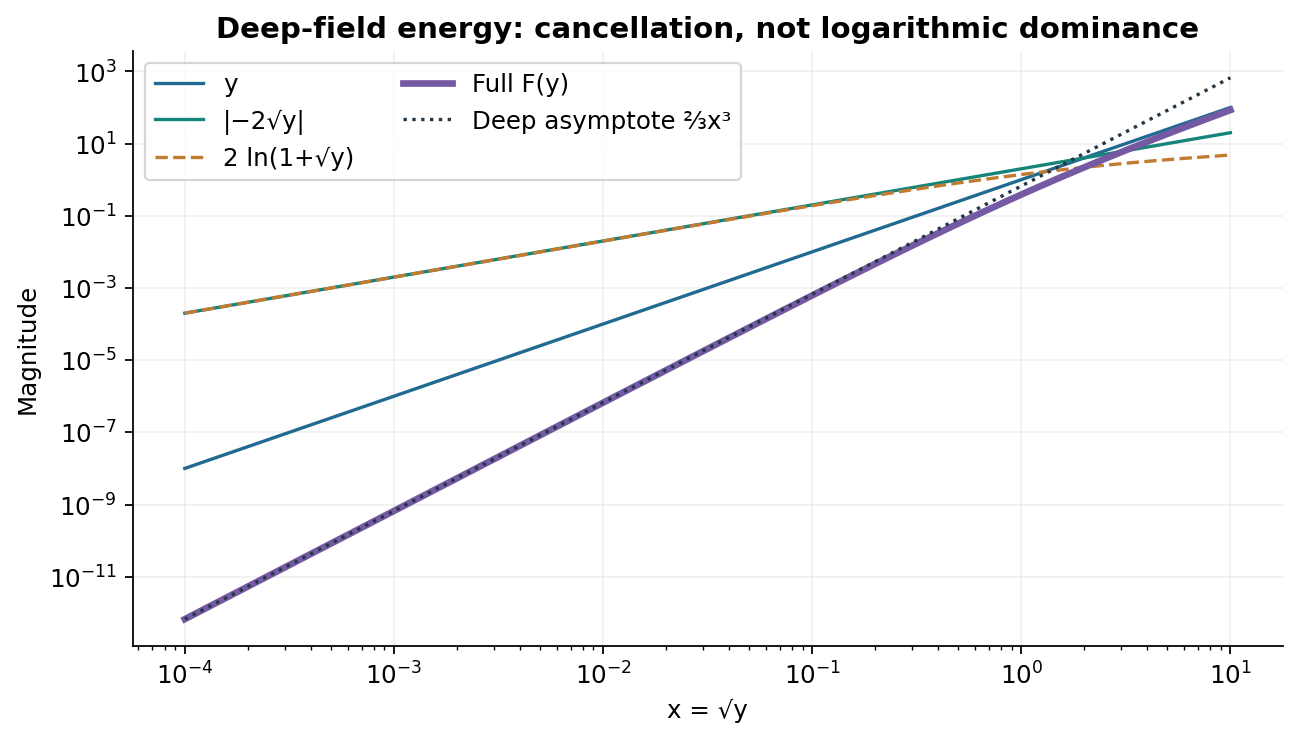 Deep-field energy: cancellation, not logarithmic dominance
y
|−2√y|
2 ln(1+√y)
Full F(y)
Deep asymptote ⅔x³
Magnitude
10³
10¹
10⁻¹
10⁻³
10⁻⁵
10⁻⁷
10⁻⁹
10⁻¹¹
10⁻⁴
10⁻³
10⁻²
10⁻¹
10⁰
10¹
x = √y